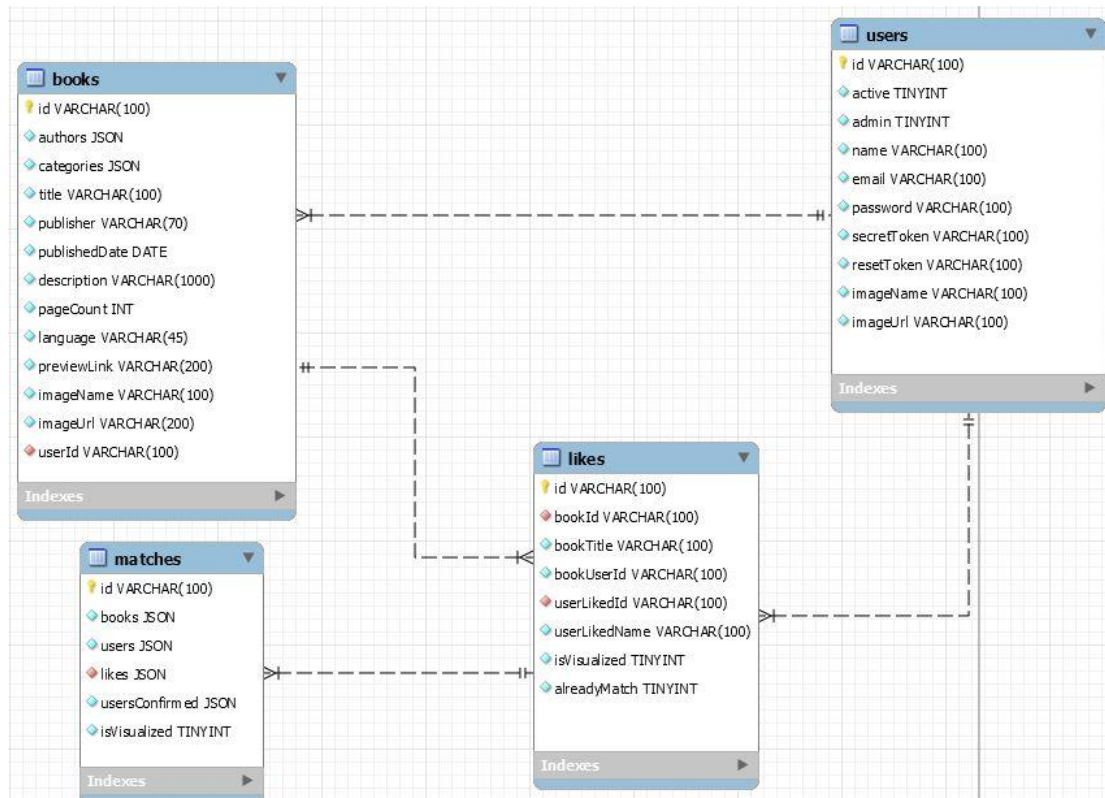 books
id VARCHAR(100)
authors JSON
categories JSON
title VARCHAR(100)
publisher VARCHAR(70)
publishedDate DATE
description VARCHAR(1000)
pageCount INT
language VARCHAR(45)
previewLink VARCHAR(200)
imageName VARCHAR(100)
imageUrl VARCHAR(200)
userId VARCHAR(100)
Indexes
users
id VARCHAR(100)
active TINYINT
admin TINYINT
name VARCHAR(100)
email VARCHAR(100)
password VARCHAR(100)
secretToken VARCHAR(100)
resetToken VARCHAR(100)
imageName VARCHAR(100)
imageUrl VARCHAR(100)
Indexes
matches
id VARCHAR(100)
books JSON
users JSON
likes JSON
usersConfirmed JSON
isVisualized TINYINT
Indexes
likes
id VARCHAR(100)
bookId VARCHAR(100)
bookTitle VARCHAR(100)
bookUserId VARCHAR(100)
userLikedId VARCHAR(100)
userLikedName VARCHAR(100)
isVisualized TINYINT
alreadyMatch TINYINT
Indexes